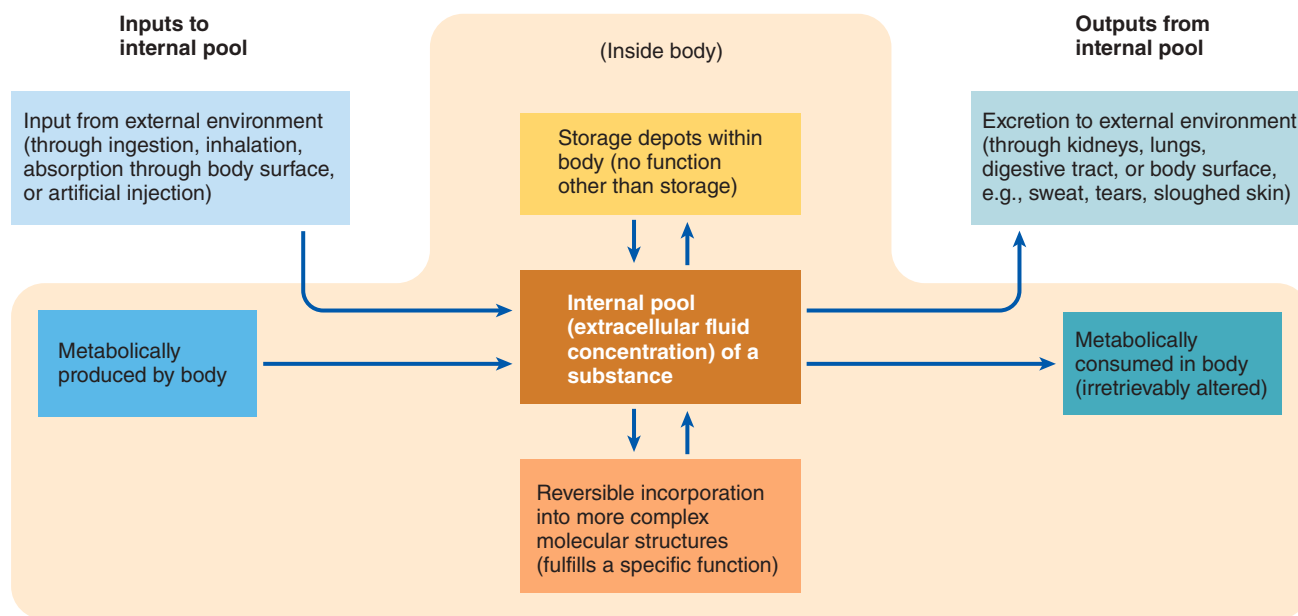 Inputs to
internal pool
(Inside body)
Outputs from
internal pool
Input from external environment
(through ingestion, inhalation,
absorption through body surface,
or artificial injection)
Storage depots within
body (no function
other than storage)
Excretion to external environment
(through kidneys, lungs,
digestive tract, or body surface,
e.g., sweat, tears, sloughed skin)
Metabolically
produced by body
Internal pool
(extracellular fluid
concentration) of a
substance
Metabolically
consumed in body
(irretrievably altered)
Reversible incorporation
into more complex
molecular structures
(fulfills a specific function)